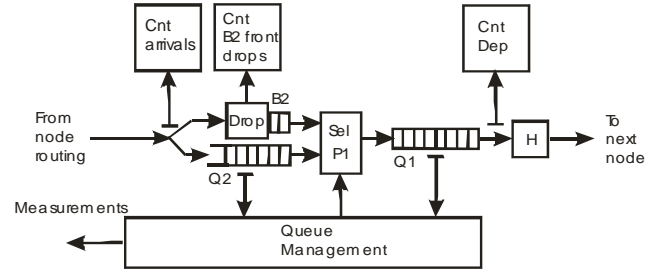 Cnt
arrivals
Cnt
B2 front
drops
Cnt
Dep
From
node
routing
Drop
B2
Q2
Sel
P1
Q1
H
To
next
node
Measurements
Queue
Management